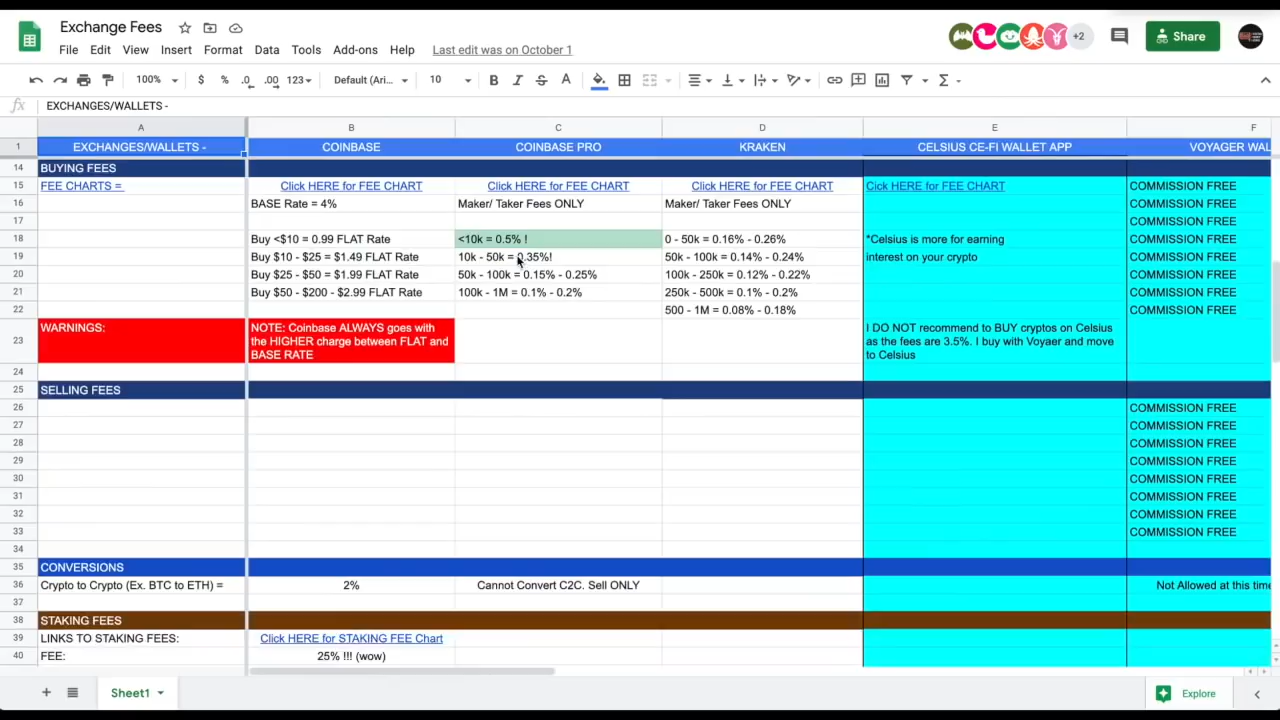 Exchange Fees
File Edit View Insert Format Data Tools Add-ons Help Last edit was on October 1
+2
Share
100% $ % .0 .00 123 Default (Ari... 10 B I S A
fx EXCHANGES/WALLETS -
A B C D E F
1 EXCHANGES/WALLETS - COINBASE COINBASE PRO KRAKEN CELSIUS CE-FI WALLET APP VOYAGER WAL
14 BUYING FEES
15 FEE CHARTS = Click HERE for FEE CHART Click HERE for FEE CHART Click HERE for FEE CHART Cick HERE for FEE CHART COMMISSION FREE
16 BASE Rate = 4% Maker/ Taker Fees ONLY Maker/ Taker Fees ONLY COMMISSION FREE
17 COMMISSION FREE
18 Buy <$10 = 0.99 FLAT Rate <10k = 0.5% ! 0 - 50k = 0.16% - 0.26% *Celsius is more for earning COMMISSION FREE
19 Buy $10 - $25 = $1.49 FLAT Rate 10k - 50k = 0.35%! 50k - 100k = 0.14% - 0.24% interest on your crypto COMMISSION FREE
20 Buy $25 - $50 = $1.99 FLAT Rate 50k - 100k = 0.15% - 0.25% 100k - 250k = 0.12% - 0.22% COMMISSION FREE
21 Buy $50 - $200 - $2.99 FLAT Rate 100k - 1M = 0.1% - 0.2% 250k - 500k = 0.1% - 0.2% COMMISSION FREE
22 500 - 1M = 0.08% - 0.18% COMMISSION FREE
23 WARNINGS: NOTE: Coinbase ALWAYS goes with
the HIGHER charge between FLAT and
BASE RATE
I DO NOT recommend to BUY cryptos on Celsius
as the fees are 3.5%. I buy with Voyaer and move
to Celsius
24
25 SELLING FEES
26 COMMISSION FREE
27 COMMISSION FREE
28 COMMISSION FREE
29 COMMISSION FREE
30 COMMISSION FREE
31 COMMISSION FREE
32 COMMISSION FREE
33 COMMISSION FREE
34
35 CONVERSIONS
36 Crypto to Crypto (Ex. BTC to ETH) = 2% Cannot Convert C2C. Sell ONLY Not Allowed at this time
37
38 STAKING FEES
39 LINKS TO STAKING FEES: Click HERE for STAKING FEE Chart
40 FEE: 25% !!! (wow)
Sheet1
Explore